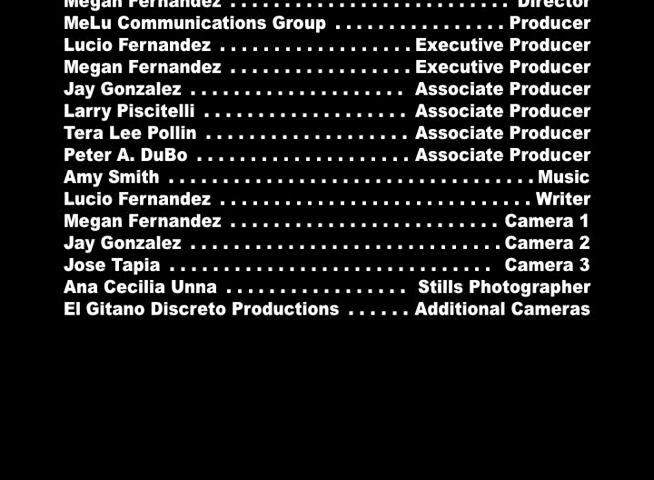 Megan Fernandez . . . . . . . . . . . . . . . . . . . . . . . . . . . Director
MeLu Communications Group . . . . . . . . . . . . . . . . Producer
Lucio Fernandez . . . . . . . . . . . . . . . . . . Executive Producer
Megan Fernandez . . . . . . . . . . . . . . . . . Executive Producer
Jay Gonzalez . . . . . . . . . . . . . . . . . . . . Associate Producer
Larry Piscitelli . . . . . . . . . . . . . . . . . . . Associate Producer
Tera Lee Pollin . . . . . . . . . . . . . . . . . . . Associate Producer
Peter A. DuBo . . . . . . . . . . . . . . . . . . . . Associate Producer
Amy Smith . . . . . . . . . . . . . . . . . . . . . . . . . . . . . . . . . . Music
Lucio Fernandez . . . . . . . . . . . . . . . . . . . . . . . . . . . . . Writer
Megan Fernandez . . . . . . . . . . . . . . . . . . . . . . . . . Camera 1
Jay Gonzalez . . . . . . . . . . . . . . . . . . . . . . . . . . . . . Camera 2
Jose Tapia . . . . . . . . . . . . . . . . . . . . . . . . . . . . . . Camera 3
Ana Cecilia Unna . . . . . . . . . . . . . . . . . Stills Photographer
El Gitano Discreto Productions . . . . . . Additional Cameras